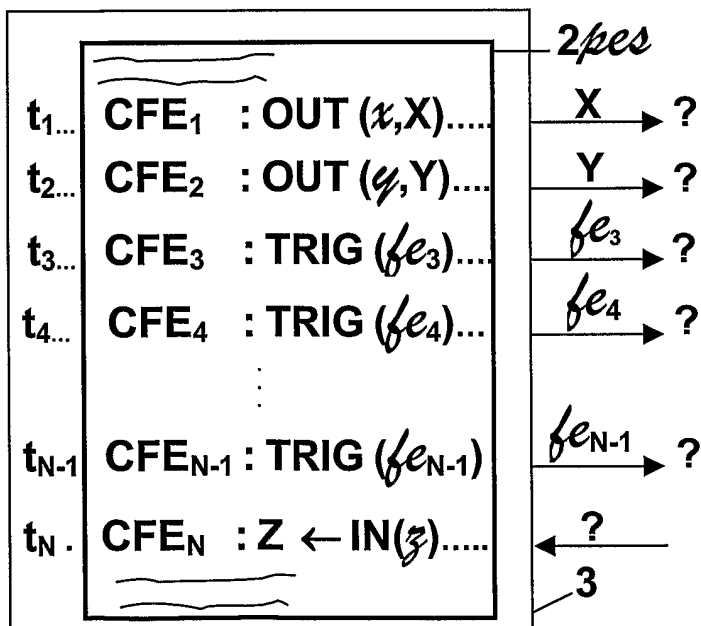 2pes
t1... CFE1 : OUT (x,X)..... X ?
t2... CFE2 : OUT (y,Y).... Y ?
t3... CFE3 : TRIG (fe3).... fe3 ?
t4... CFE4 : TRIG (fe4)... fe4 ?
tN-1 CFEN-1 : TRIG (feN-1) feN-1 ?
tN . CFEN : Z ← IN(z)..... ?
3